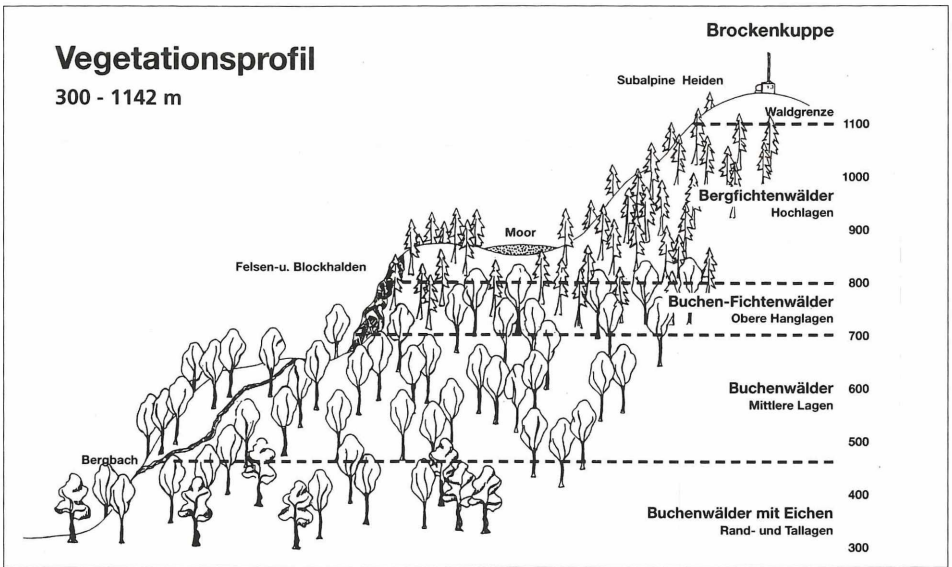 Vegetationsprofil
300 - 1142 m
Brockenkuppe
Subalpine Heiden
Waldgrenze
1100
1000
Bergfichtenwälder
Hochlagen
900
Moor
Felsen-u. Blockhalden
800
Buchen-Fichtenwälder
Obere Hanglagen
700
Buchenwälder
Mittlere Lagen
600
500
Bergbach
400
Buchenwälder mit Eichen
Rand- und Tallagen
300